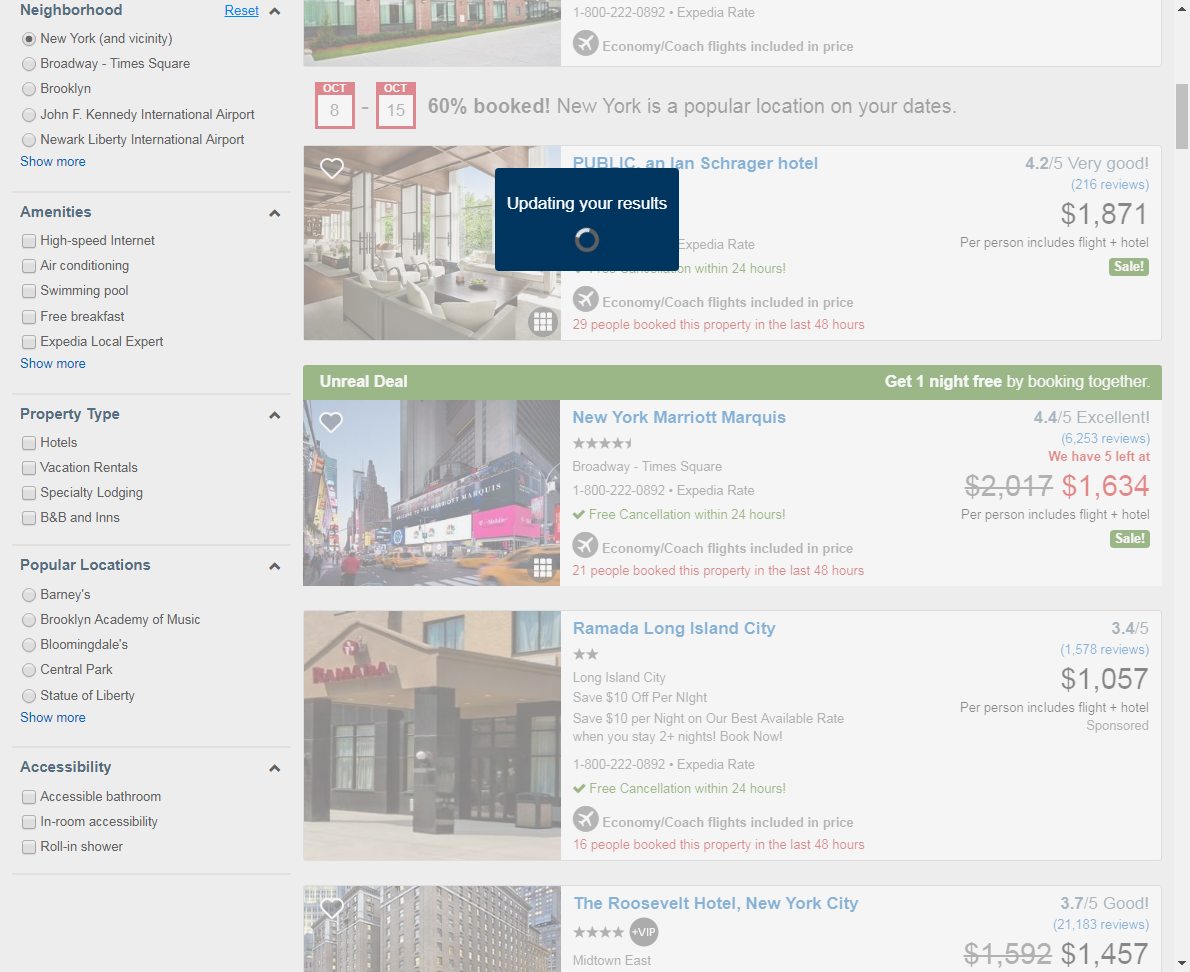 Neighborhood Reset
New York (and vicinity)
Broadway - Times Square
Brooklyn
John F. Kennedy International Airport
Newark Liberty International Airport
Show more
Amenities
High-speed Internet
Air conditioning
Swimming pool
Free breakfast
Expedia Local Expert
Show more
Property Type
Hotels
Vacation Rentals
Specialty Lodging
B&B and Inns
Popular Locations
Barney's
Brooklyn Academy of Music
Bloomingdale's
Central Park
Statue of Liberty
Show more
Accessibility
Accessible bathroom
In-room accessibility
Roll-in shower
1-800-222-0892 • Expedia Rate
Economy/Coach flights included in price
OCT 8 - OCT 15 60% booked! New York is a popular location on your dates.
PUBLIC, an Ian Schrager hotel
Updating your results
Expedia Rate
Free Cancellation within 24 hours!
Economy/Coach flights included in price
29 people booked this property in the last 48 hours
4.2/5 Very good!
(216 reviews)
$1,871
Per person includes flight + hotel
Sale!
Unreal Deal Get 1 night free by booking together.
MARRIOTT MARQUIS
T Mobile
New York Marriott Marquis
Broadway - Times Square
1-800-222-0892 • Expedia Rate
Free Cancellation within 24 hours!
Economy/Coach flights included in price
21 people booked this property in the last 48 hours
4.4/5 Excellent!
(6,253 reviews)
We have 5 left at
$2,017 $1,634
Per person includes flight + hotel
Sale!
RAMADA
Ramada Long Island City
Long Island City
Save $10 Off Per NIght
Save $10 per Night on Our Best Available Rate
when you stay 2+ nights! Book Now!
1-800-222-0892 • Expedia Rate
Free Cancellation within 24 hours!
Economy/Coach flights included in price
16 people booked this property in the last 48 hours
3.4/5
(1,578 reviews)
$1,057
Per person includes flight + hotel
Sponsored
The Roosevelt Hotel, New York City
+VIP
Midtown East
3.7/5 Good!
(21,183 reviews)
$1,592 $1,457